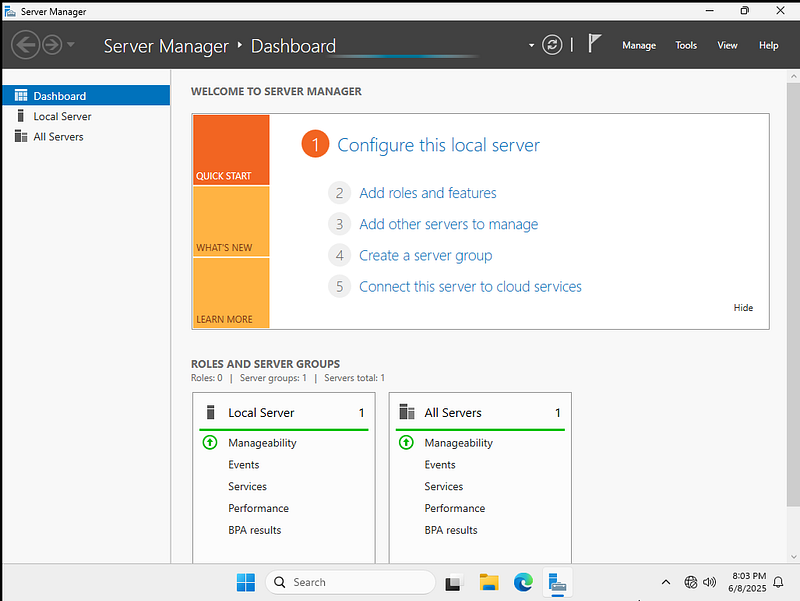 Server Manager
Server Manager ‣ Dashboard
Manage Tools View Help
Dashboard
Local Server
All Servers
WELCOME TO SERVER MANAGER
QUICK START
WHAT'S NEW
LEARN MORE
1 Configure this local server
2 Add roles and features
3 Add other servers to manage
4 Create a server group
5 Connect this server to cloud services
Hide
ROLES AND SERVER GROUPS
Roles: 0 | Server groups: 1 | Servers total: 1
Local Server 1
Manageability
Events
Services
Performance
BPA results
All Servers 1
Manageability
Events
Services
Performance
BPA results
Search
8:03 PM
6/8/2025